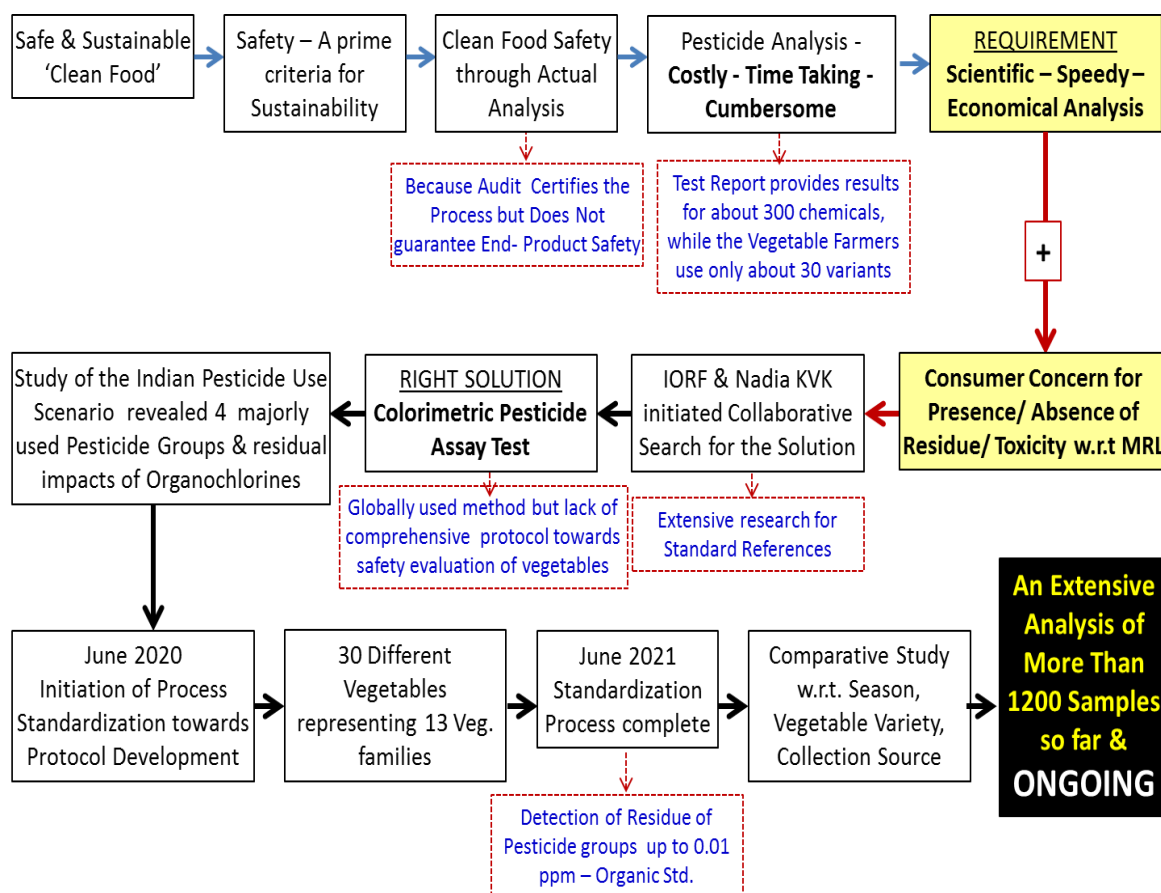 Safe & Sustainable
'Clean Food'
Safety – A prime
criteria for
Sustainability
Clean Food Safety
through Actual
Analysis
Pesticide Analysis -
Costly - Time Taking -
Cumbersome
REQUIREMENT
Scientific – Speedy –
Economical Analysis
Because Audit Certifies the
Process but Does Not
guarantee End- Product Safety
Test Report provides results
for about 300 chemicals,
while the Vegetable Farmers
use only about 30 variants
+
Consumer Concern for
Presence/ Absence of
Residue/ Toxicity w.r.t MRL
IORF & Nadia KVK
initiated Collaborative
Search for the Solution
Extensive research for
Standard References
RIGHT SOLUTION
Colorimetric Pesticide
Assay Test
Globally used method but lack of
comprehensive protocol towards
safety evaluation of vegetables
Study of the Indian Pesticide Use
Scenario revealed 4 majorly
used Pesticide Groups & residual
impacts of Organochlorines
June 2020
Initiation of Process
Standardization towards
Protocol Development
30 Different
Vegetables
representing 13 Veg.
families
June 2021
Standardization
Process complete
Detection of Residue of
Pesticide groups up to 0.01
ppm – Organic Std.
Comparative Study
w.r.t. Season,
Vegetable Variety,
Collection Source
An Extensive
Analysis of
More Than
1200 Samples
so far &
ONGOING